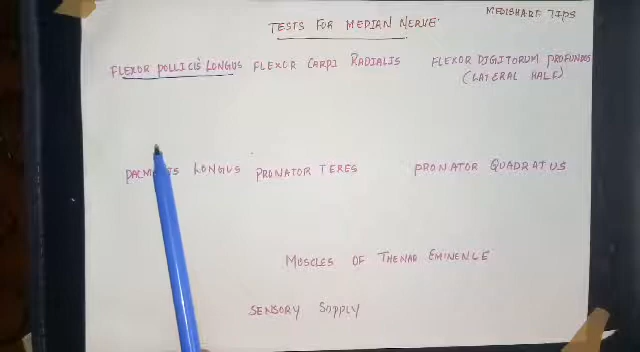 MEDISMART TIPS
TESTS FOR MEDIAN NERVE
FLEXOR POLLICIS LONGUS FLEXOR CARPI RADIALIS FLEXOR DIGITORUM PROFUNDUS
(LATERAL HALF)
LONGUS PRONATOR TERES PRONATOR QUADRATUS
MUSCLES OF THENAR EMINENCE
SENSORY SUPPLY